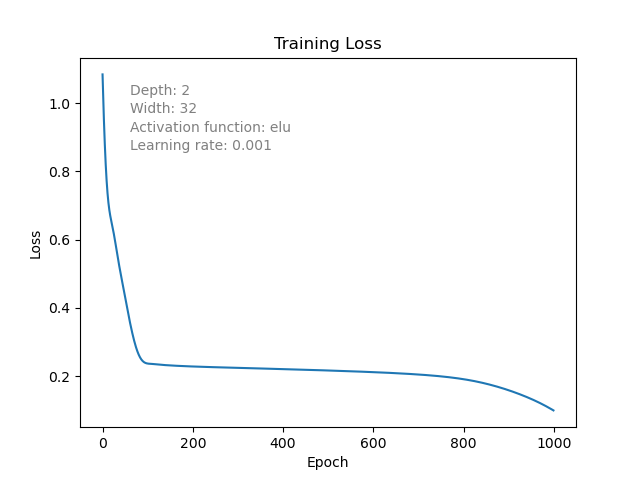 Training Loss
Depth: 2
Width: 32
Activation function: elu
Learning rate: 0.001
Loss
1.0
0.8
0.6
0.4
0.2
0 200 400 600 800 1000
Epoch